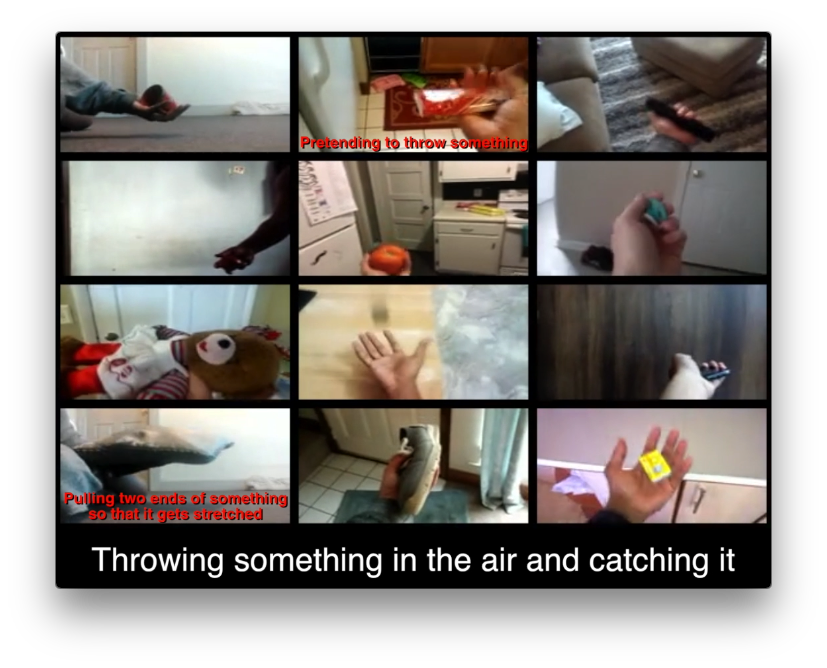 Pretending to throw something
Pulling two ends of something
so that it gets stretched
Throwing something in the air and catching it